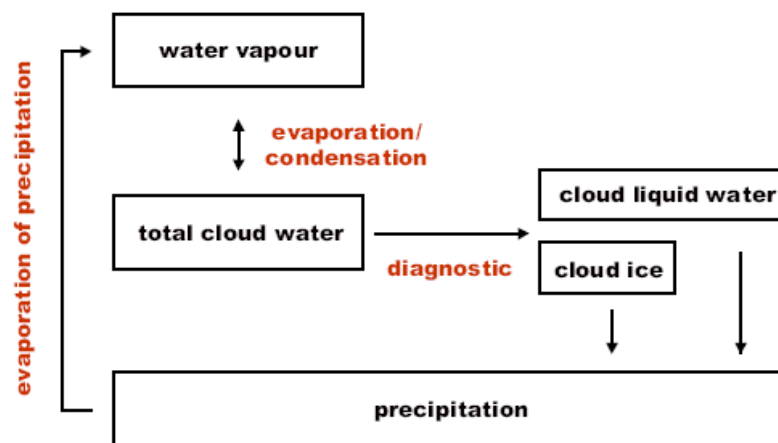 water vapour
evaporation of precipitation
evaporation/
condensation
total cloud water
cloud liquid water
diagnostic
cloud ice
precipitation